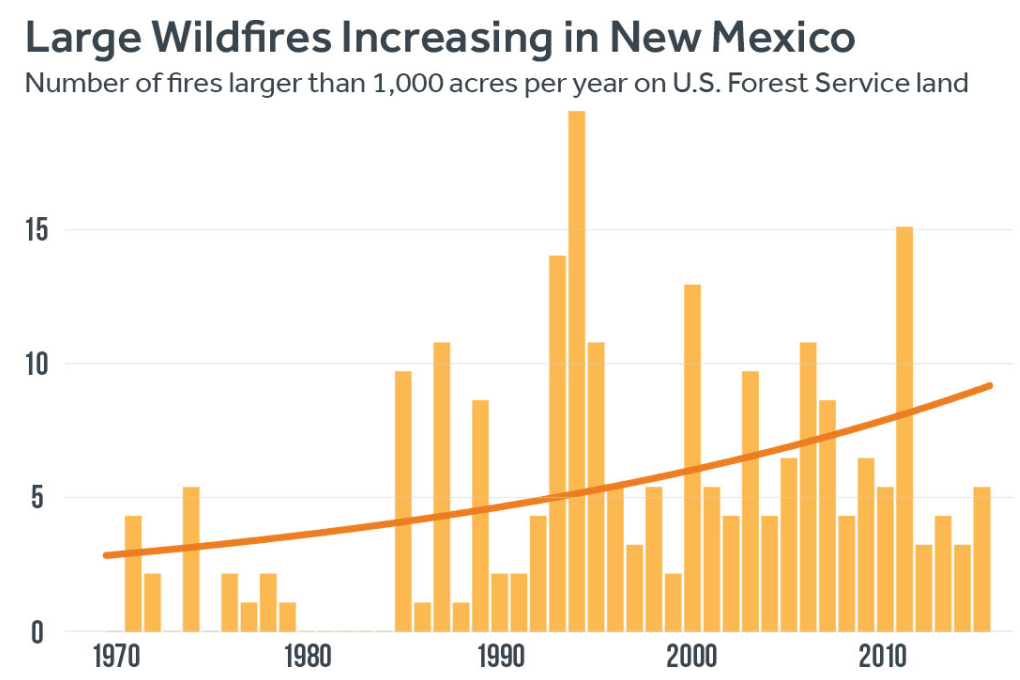 Large Wildfires Increasing in New Mexico
Number of fires larger than 1,000 acres per year on U.S. Forest Service land
15
10
5
0
1970 1980 1990 2000 2010